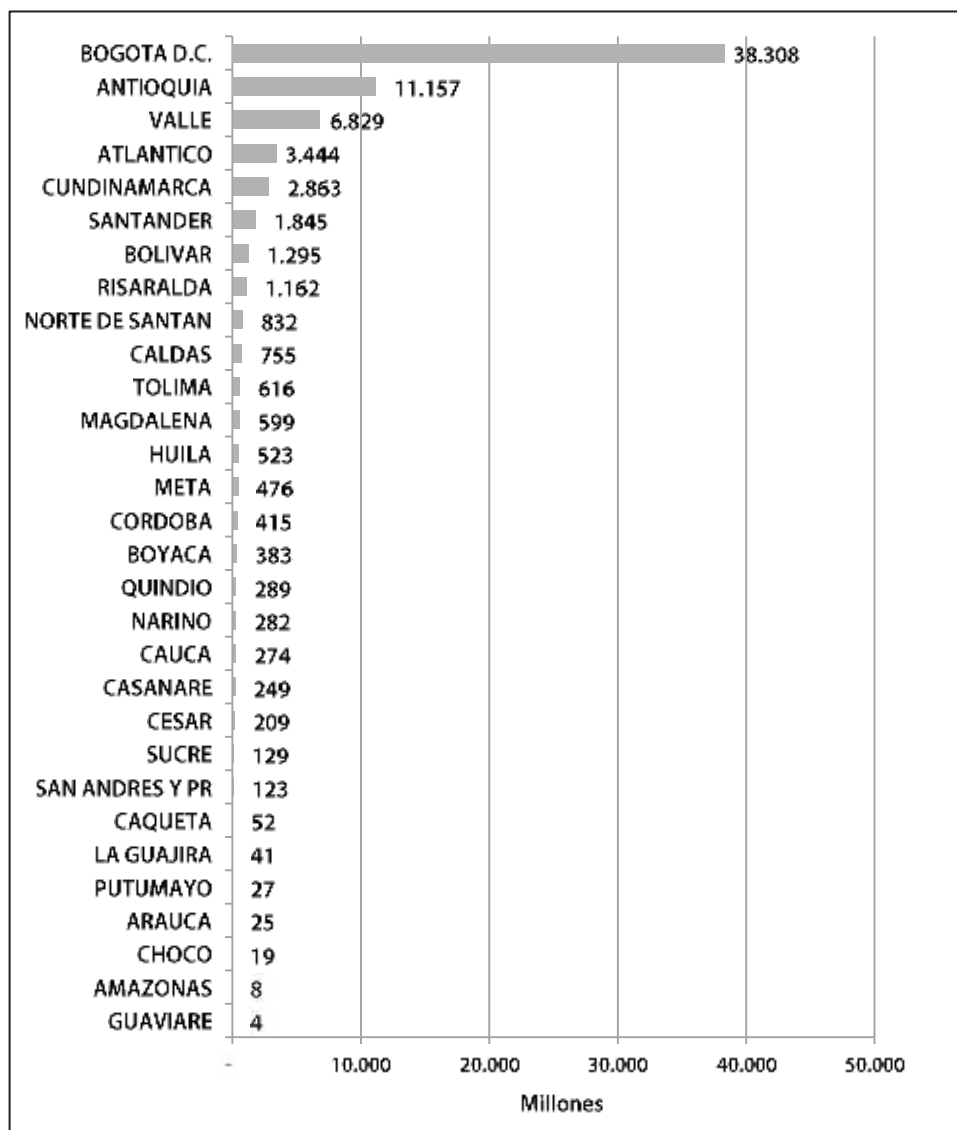 BOGOTA D.C. 38.308
ANTIOQUIA 11.157
VALLE 6.829
ATLANTICO 3.444
CUNDINAMARCA 2.863
SANTANDER 1.845
BOLIVAR 1.295
RISARALDA 1.162
NORTE DE SANTAN 832
CALDAS 755
TOLIMA 616
MAGDALENA 599
HUILA 523
META 476
CORDOBA 415
BOYACA 383
QUINDIO 289
NARINO 282
CAUCA 274
CASANARE 249
CESAR 209
SUCRE 129
SAN ANDRES Y PR 123
CAQUETA 52
LA GUAJIRA 41
PUTUMAYO 27
ARAUCA 25
CHOCO 19
AMAZONAS 8
GUAVIARE 4
- 10.000 20.000 30.000 40.000 50.000
Millones